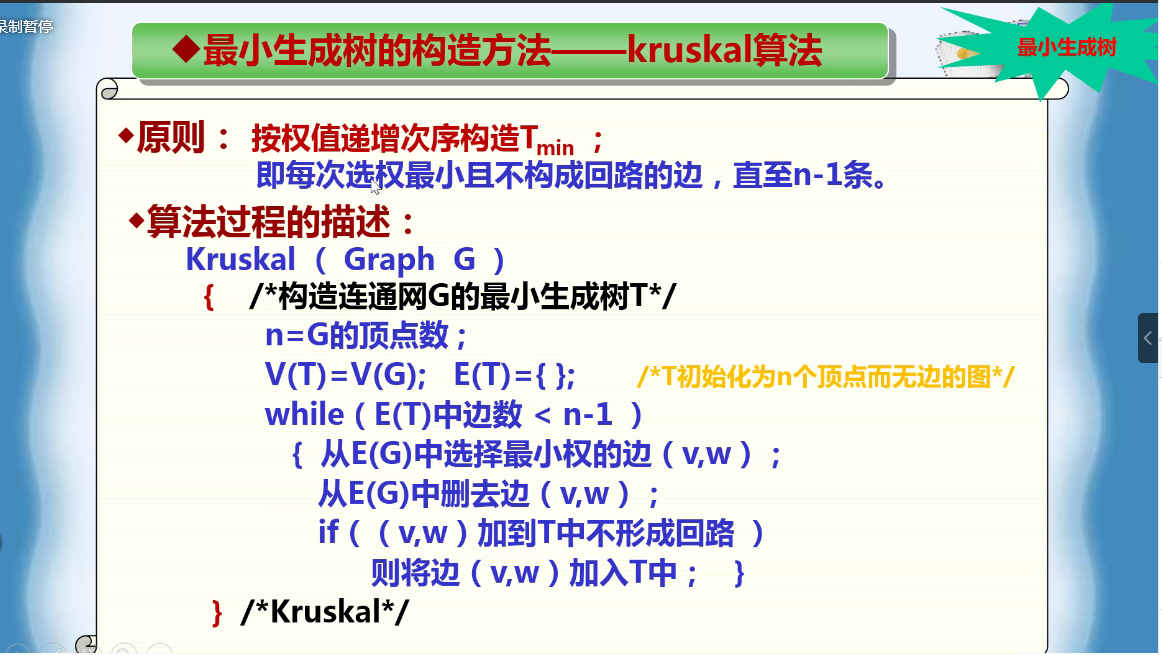 录制暂停
◆最小生成树的构造方法——kruskal算法
最小生成树
◆原则： 按权值递增次序构造Tmin ；
即每次选权最小且不构成回路的边，直至n-1条。
◆算法过程的描述：
Kruskal （ Graph G ）
{ /*构造连通网G的最小生成树T*/
n=G的顶点数；
V(T)=V(G); E(T)={ }; /*T初始化为n个顶点而无边的图*/
while（ E(T)中边数 < n-1 ）
{ 从E(G)中选择最小权的边（ v,w ）；
从E(G)中删去边（ v,w ）；
if（ （ v,w ）加到T中不形成回路 ）
则将边（ v,w ）加入T中； }
} /*Kruskal*/